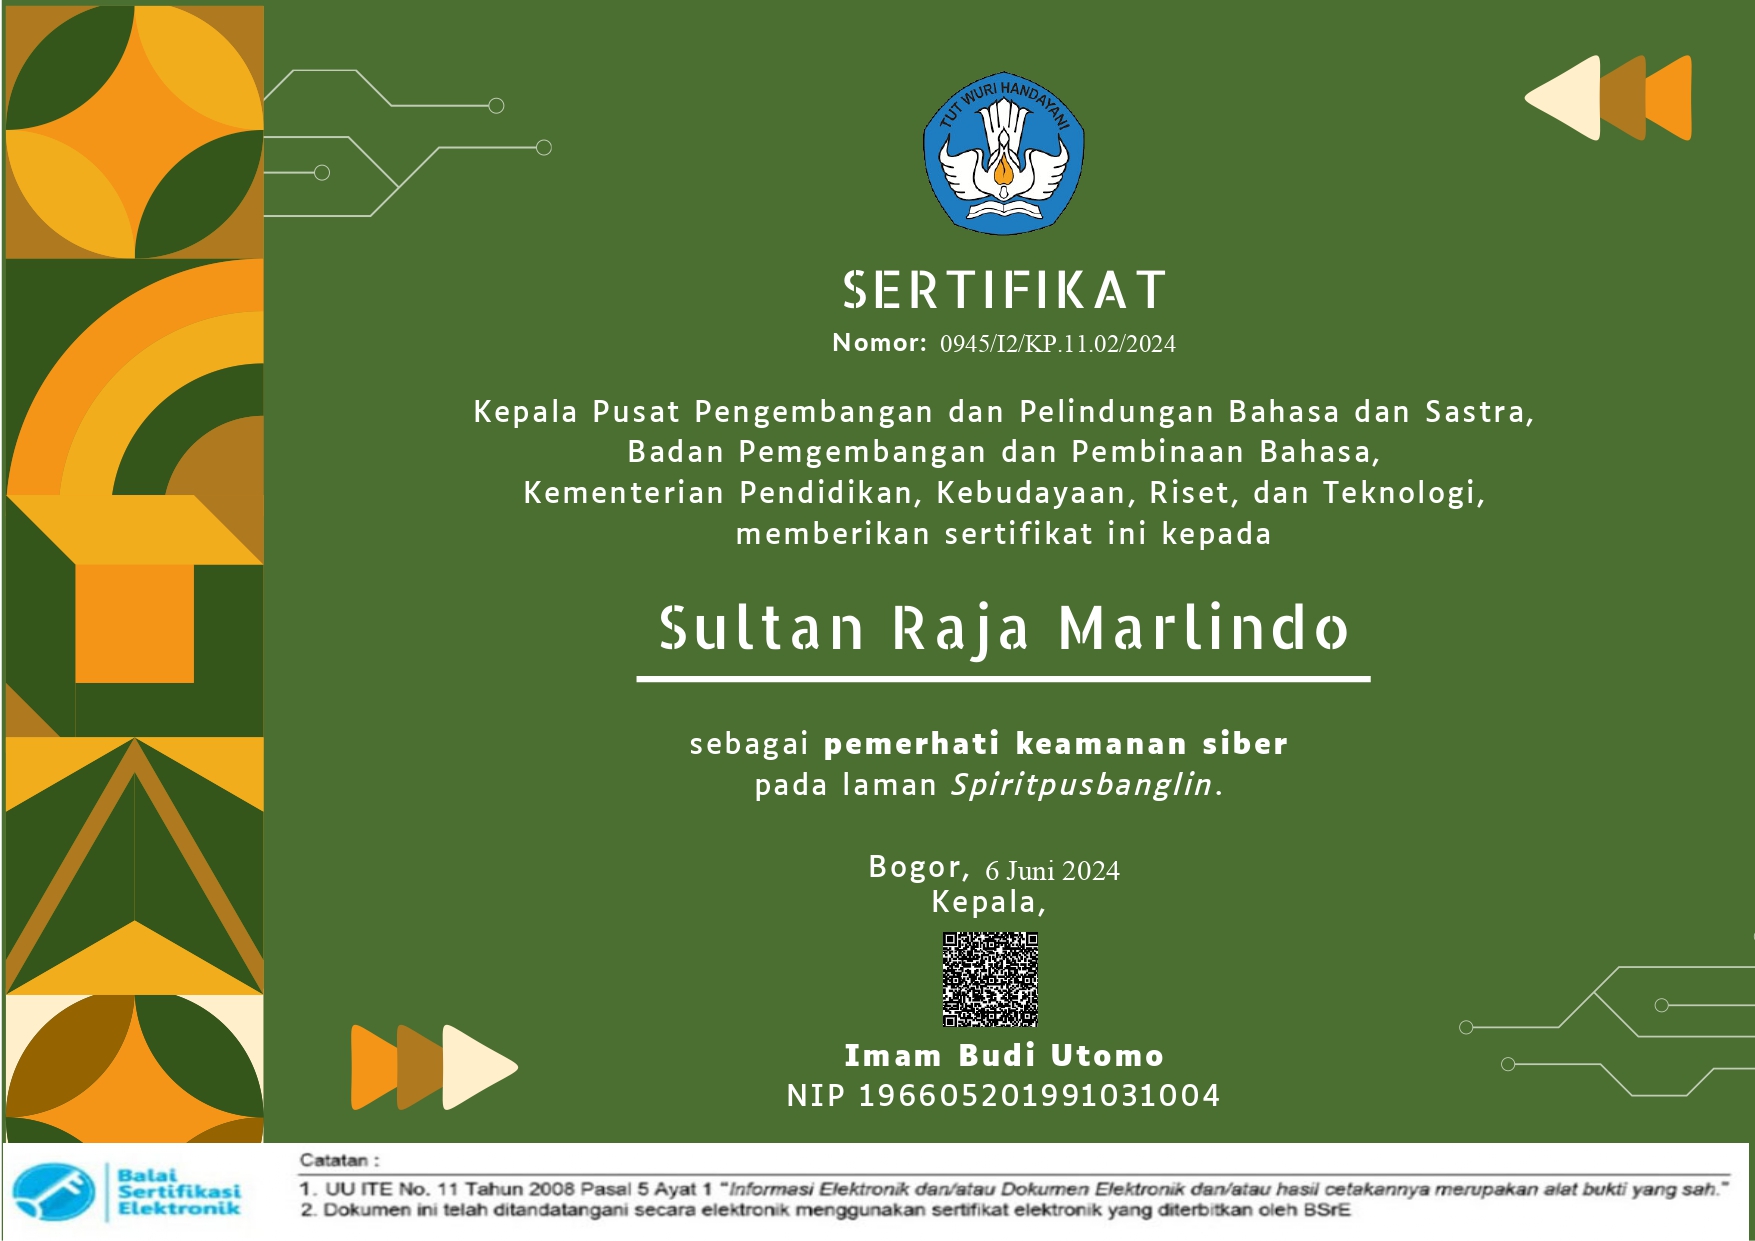 TUT WURI HANDAYANI
SERTIFIKAT
Nomor: 0945/I2/KP.11.02/2024
Kepala Pusat Pengembangan dan Pelindungan Bahasa dan Sastra,
Badan Pemgembangan dan Pembinaan Bahasa,
Kementerian Pendidikan, Kebudayaan, Riset, dan Teknologi,
memberikan sertifikat ini kepada
Sultan Raja Marlindo
sebagai pemerhati keamanan siber
pada laman Spiritpusbanglin.
Bogor, 6 Juni 2024
Kepala,
Imam Budi Utomo
NIP 196605201991031004
Balai
Sertifikasi
Elektronik
Catatan :
1. UU ITE No. 11 Tahun 2008 Pasal 5 Ayat 1 "Informasi Elektronik dan/atau Dokumen Elektronik dan/atau hasil cetakannya merupakan alat bukti yang sah."
2. Dokumen ini telah ditandatangani secara elektronik menggunakan sertifikat elektronik yang diterbitkan oleh BSrE